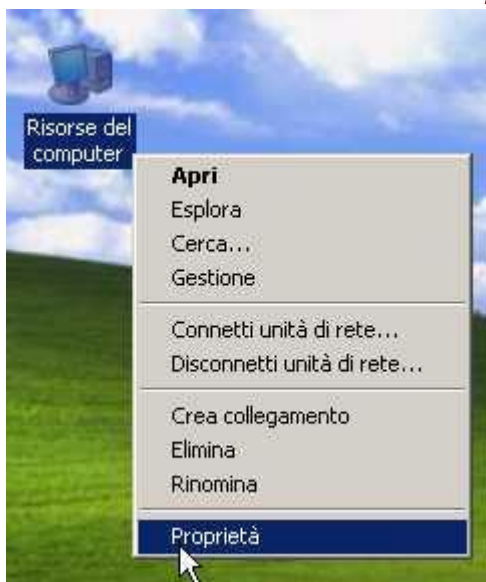 Risorse del
computer
Apri
Esplora
Cerca...
Gestione
Connetti unità di rete...
Disconnetti unità di rete...
Crea collegamento
Elimina
Rinomina
Proprietà